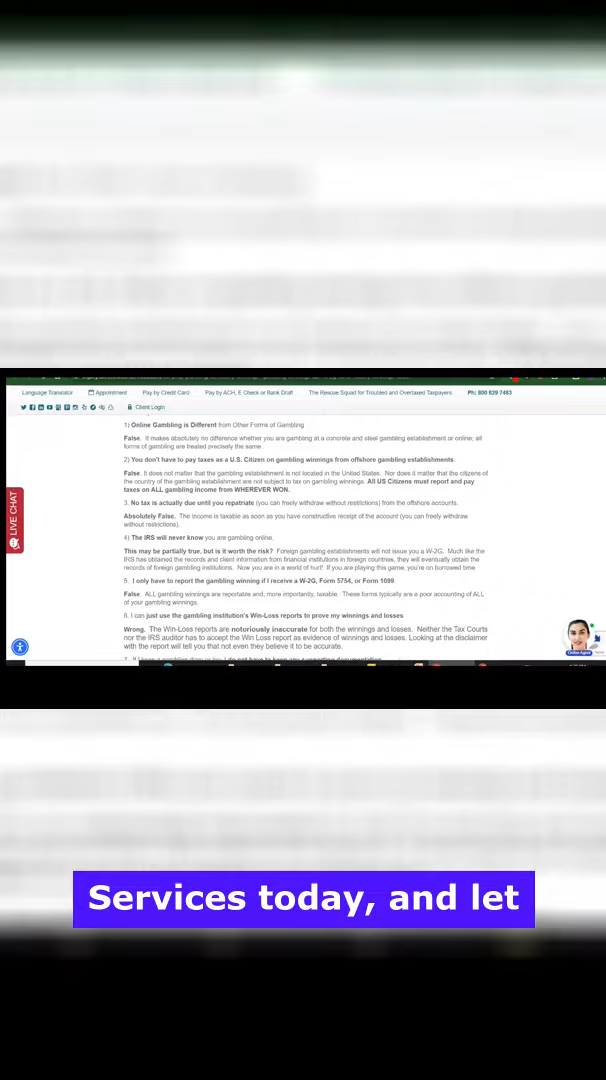 Language Translator Appointment Pay by Credit Card Pay by ACH, E Check or Bank Draft The Rescue Squad for Troubled and Overtaxed Taxpayers Ph: 800 829 7483
Client Login
1) Online Gambling is Different from Other Forms of Gambling
False. It makes absolutely no difference whether you are gambling at a concrete and steel gambling establishment or online; all
forms of gambling are treated precisely the same.
2) You don't have to pay taxes as a U.S. Citizen on gambling winnings from offshore gambling establishments
False. It does not matter that the gambling establishment is not located in the United States. Nor does it matter that the citizens of
the country of the gambling establishment are not subject to tax on gambling winnings. All US Citizens must report and pay
taxes on ALL gambling income from WHEREVER WON.
3. No tax is actually due until you repatriate (you can freely withdraw without restrictions) from the offshore accounts.
Absolutely False. The income is taxable as soon as you have constructive receipt of the account (you can freely withdraw
without restrictions).
4) The IRS will never know you are gambling online.
This may be partially true, but is it worth the risk? Foreign gambling establishments will not issue you a W-2G. Much like the
IRS has obtained the records and client information from financial institutions in foreign countries, they will eventually obtain the
records of foreign gambling institutions. Now you are in a world of hurt! If you are playing this game, you're on borrowed time.
5. I only have to report the gambling winning if I receive a W-2G, Form 5754, or Form 1099.
False. ALL gambling winnings are reportable and, more importantly, taxable. These forms typically are a poor accounting of ALL
of your gambling winnings.
6. I can just use the gambling institution's Win-Loss reports to prove my winnings and losses
Wrong. The Win-Loss reports are notoriously inaccurate for both the winnings and losses. Neither the Tax Courts
nor the IRS auditor has to accept the Win Loss report as evidence of winnings and losses. Looking at the disclaimer
with the report will tell you that not even they believe it to be accurate.
LIVE CHAT
Online Agent
Services today, and let